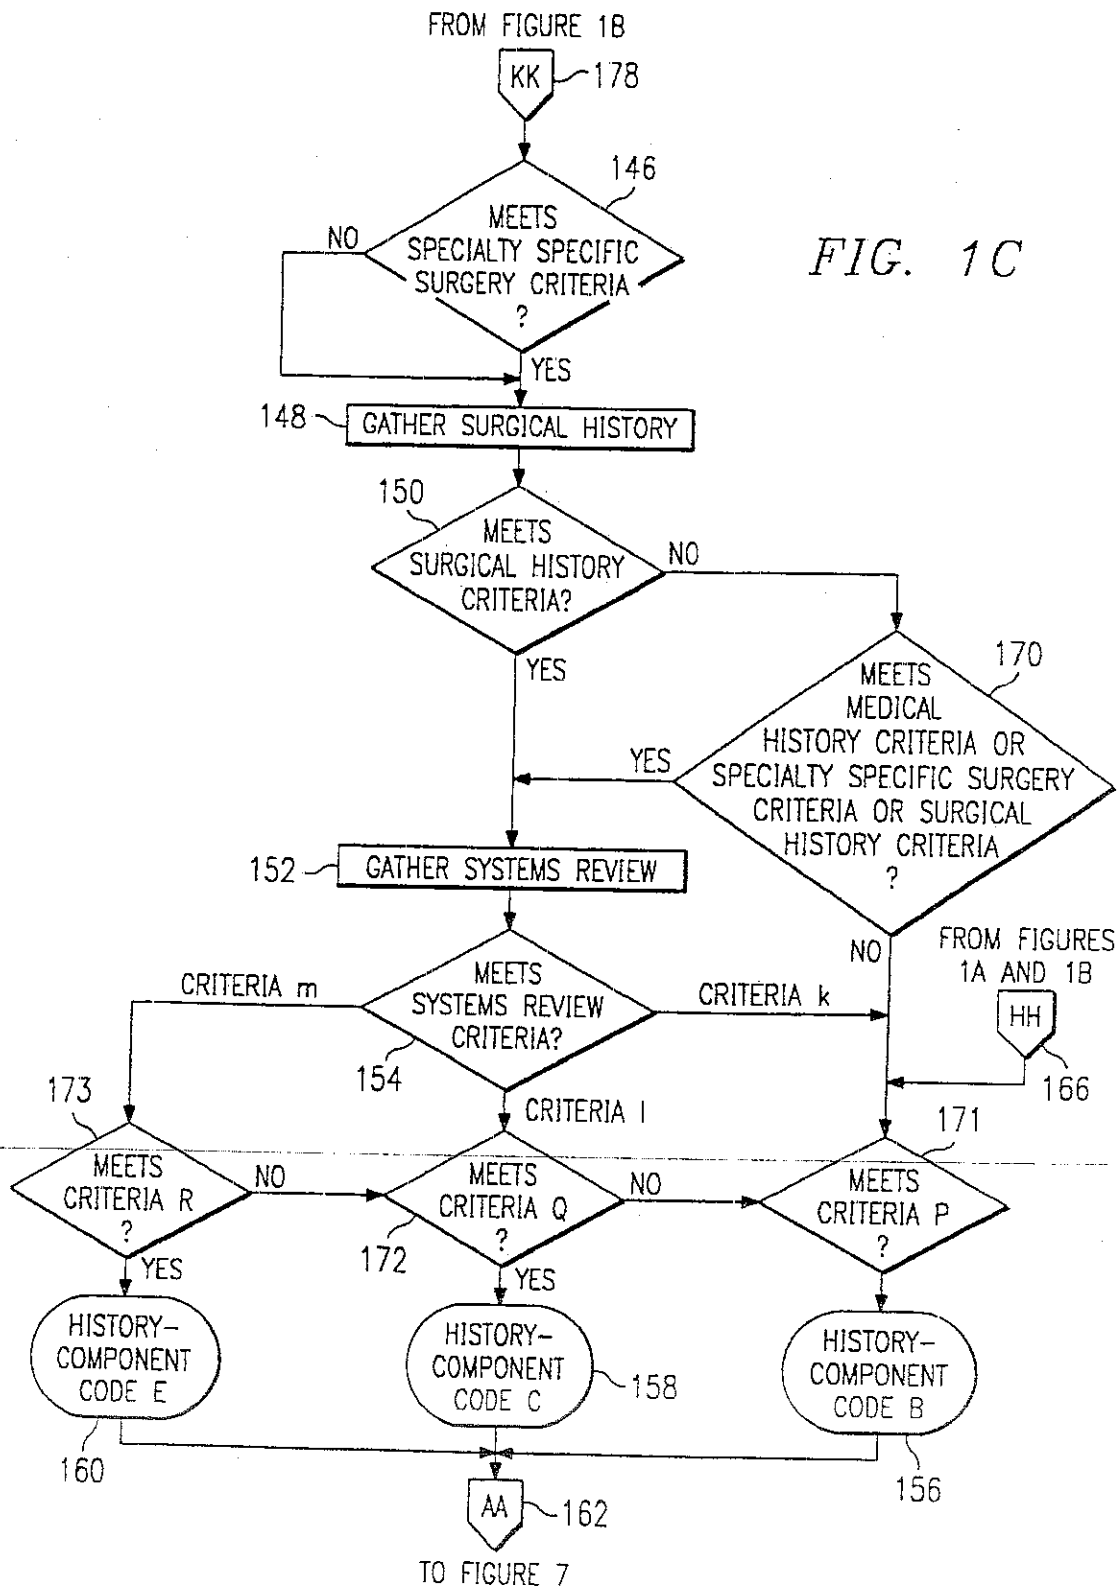 FROM FIGURE 1B
KK
178
146
MEETS
SPECIALTY SPECIFIC
SURGERY CRITERIA
?
NO
FIG. 1C
YES
148
GATHER SURGICAL HISTORY
150
MEETS
SURGICAL HISTORY
CRITERIA?
NO
YES
170
MEETS
MEDICAL
HISTORY CRITERIA OR
SPECIALTY SPECIFIC SURGERY
CRITERIA OR SURGICAL
HISTORY CRITERIA
?
YES
NO
152
GATHER SYSTEMS REVIEW
FROM FIGURES
1A AND 1B
HH
166
MEETS
SYSTEMS REVIEW
CRITERIA?
154
CRITERIA m
CRITERIA k
CRITERIA l
173
MEETS
CRITERIA R
?
NO
YES
172
MEETS
CRITERIA Q
?
NO
YES
171
MEETS
CRITERIA P
?
HISTORY-
COMPONENT
CODE E
160
HISTORY-
COMPONENT
CODE C
158
HISTORY-
COMPONENT
CODE B
156
AA
162
TO FIGURE 7